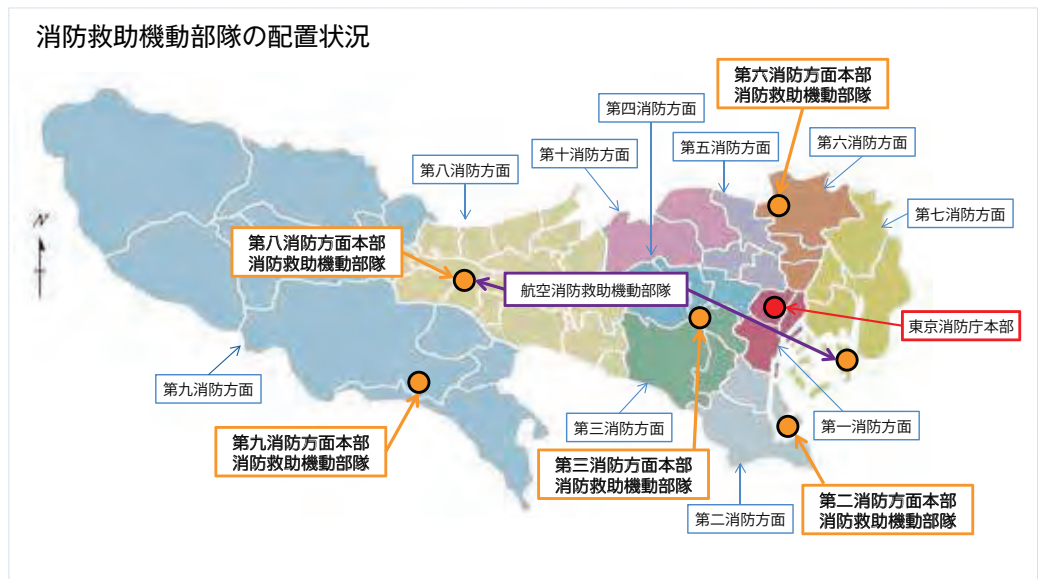 消防救助機動部隊の配置状況
第六消防方面本部
消防救助機動部隊
第四消防方面
第十消防方面
第五消防方面
第六消防方面
第八消防方面
第七消防方面
N
第八消防方面本部
消防救助機動部隊
航空消防救助機動部隊
東京消防庁本部
第九消防方面
第三消防方面
第一消防方面
第九消防方面本部
消防救助機動部隊
第三消防方面本部
消防救助機動部隊
第二消防方面本部
消防救助機動部隊
第二消防方面